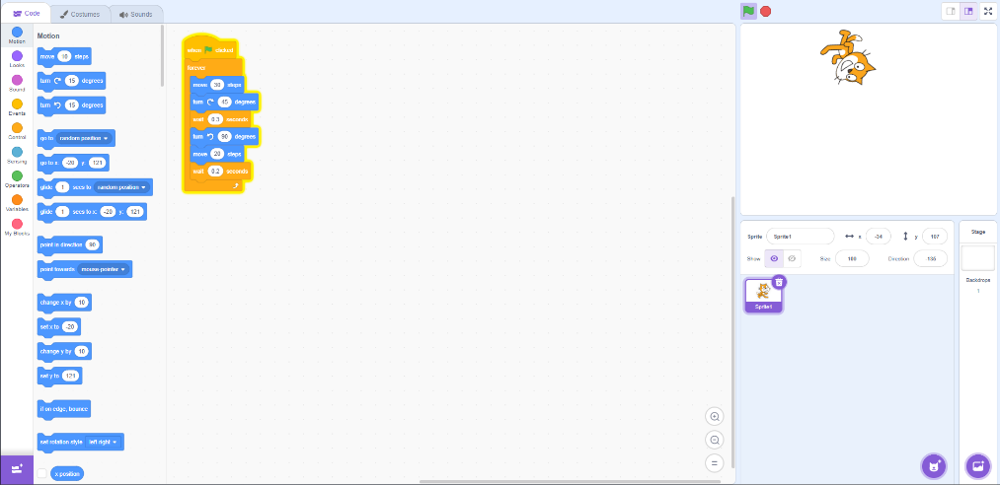 Code Costumes Sounds
Motion
Looks
Sound
Events
Control
Sensing
Operators
Variables
My Blocks
Motion
move 10 steps
turn 15 degrees
turn 15 degrees
go to random position
go to x: -20 y: 121
glide 1 secs to random position
glide 1 secs to x: -20 y: 121
point in direction 90
point towards mouse-pointer
change x by 10
set x to -20
change y by 10
set y to 121
if on edge, bounce
set rotation style left-right
x position
when clicked
forever
move 30 steps
turn 45 degrees
wait 0.3 seconds
turn 90 degrees
move 20 steps
wait 0.2 seconds
Sprite Sprite1 x -34 y 107
Show Size 100 Direction 135
Sprite1
Stage
Backdrops
1